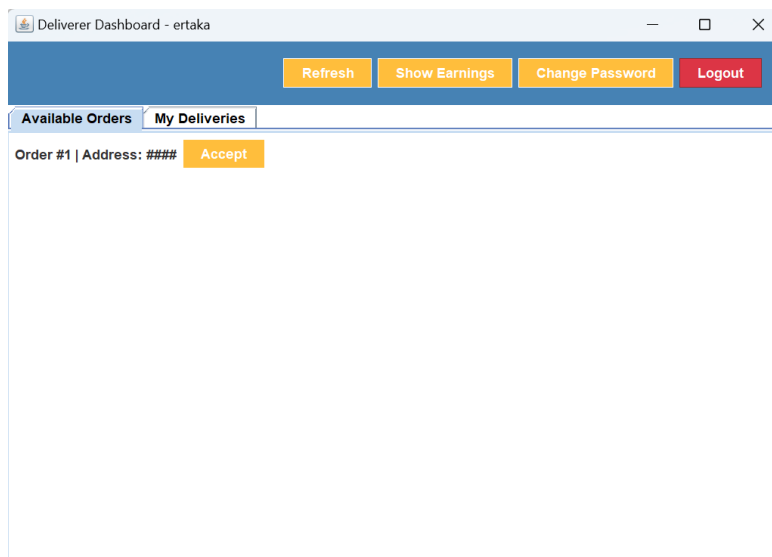 Deliverer Dashboard - ertaka
Refresh Show Earnings Change Password Logout
Available Orders My Deliveries
Order #1 | Address: #### Accept